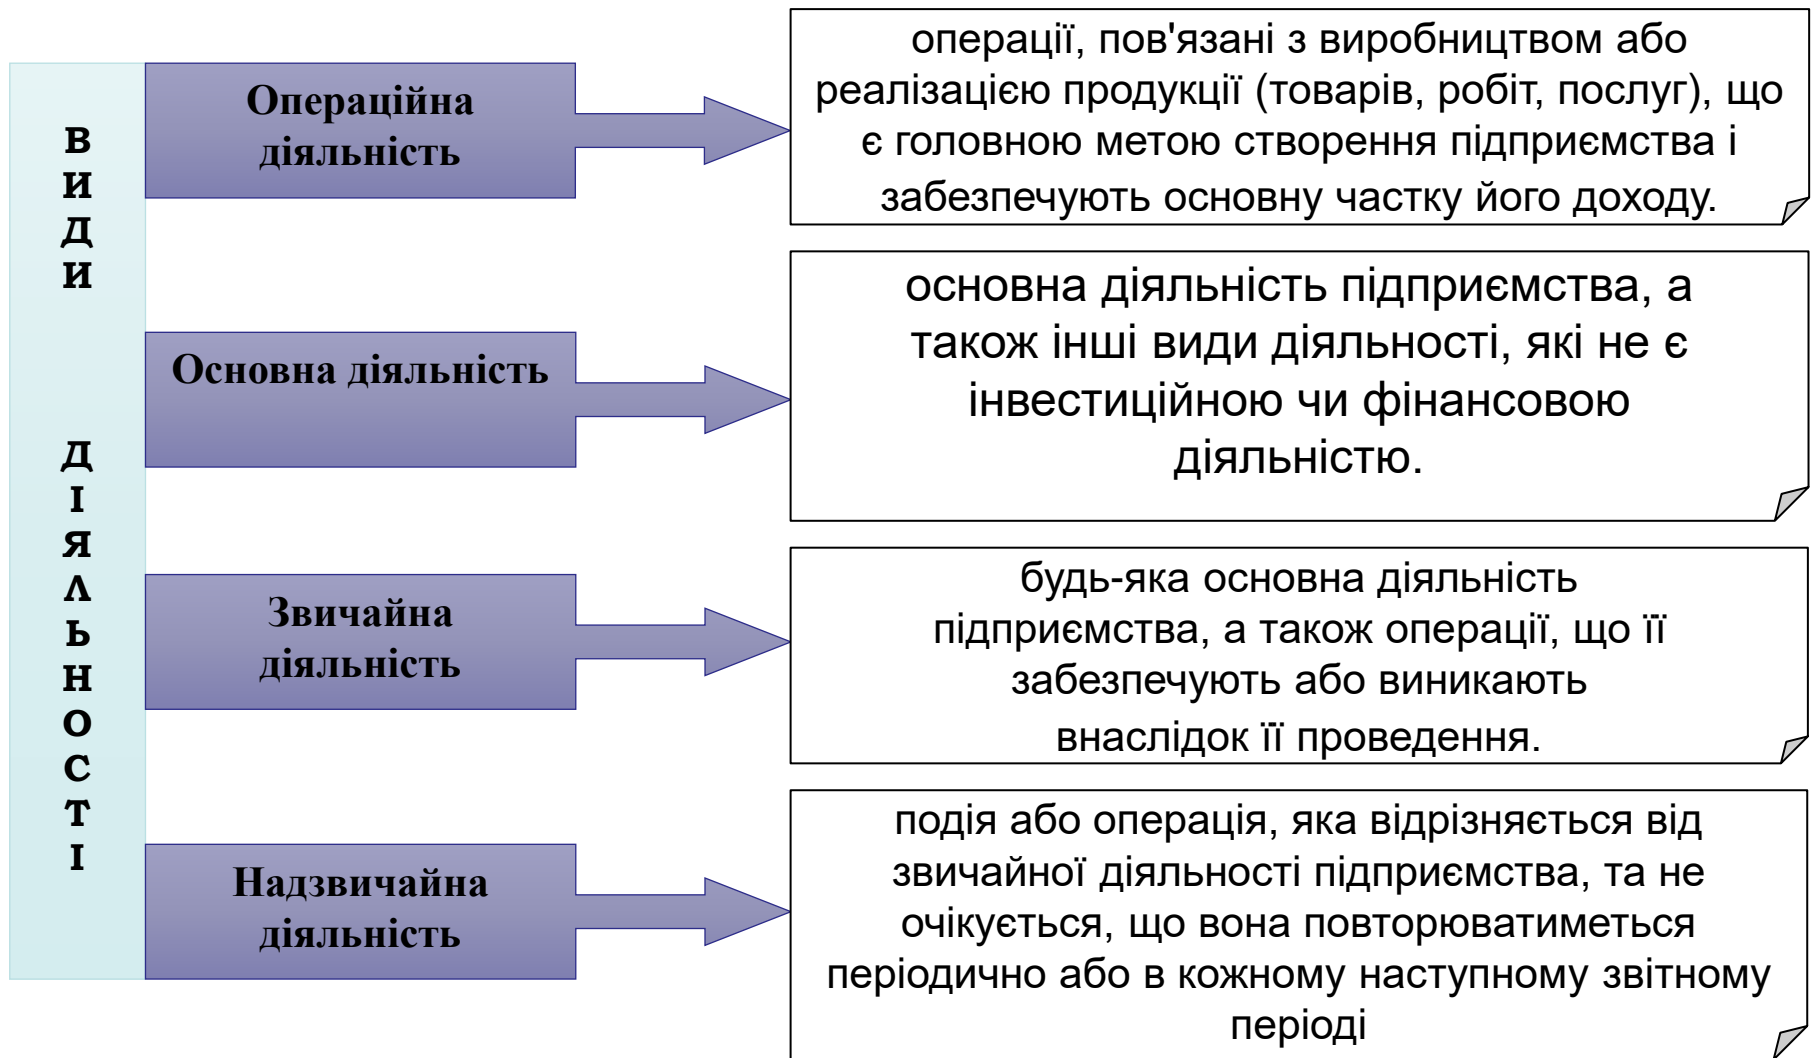 ВИДИ ДІЯЛЬНОСТІ
Операційна
діяльність
операції, пов'язані з виробництвом або
реалізацією продукції (товарів, робіт, послуг), що
є головною метою створення підприємства і
забезпечують основну частку його доходу.
Основна діяльність
основна діяльність підприємства, а
також інші види діяльності, які не є
інвестиційною чи фінансовою
діяльністю.
Звичайна
діяльність
будь-яка основна діяльність
підприємства, а також операції, що її
забезпечують або виникають
внаслідок її проведення.
Надзвичайна
діяльність
подія або операція, яка відрізняється від
звичайної діяльності підприємства, та не
очікується, що вона повторюватиметься
періодично або в кожному наступному звітному
періоді